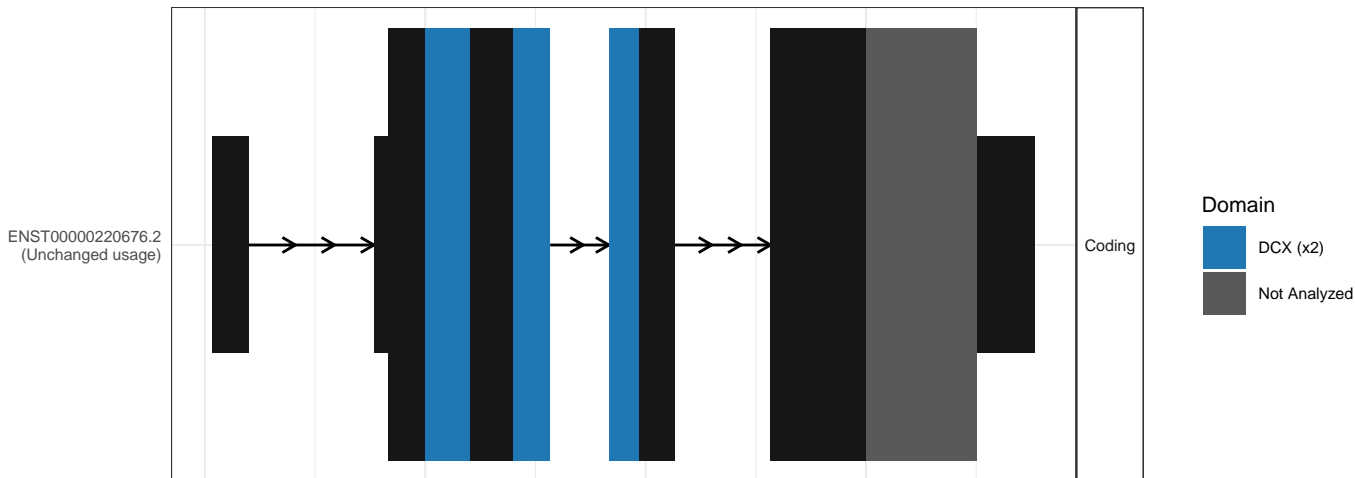 ENST00000220676.2
(Unchanged usage)
Coding
Domain
DCX (x2)
Not Analyzed